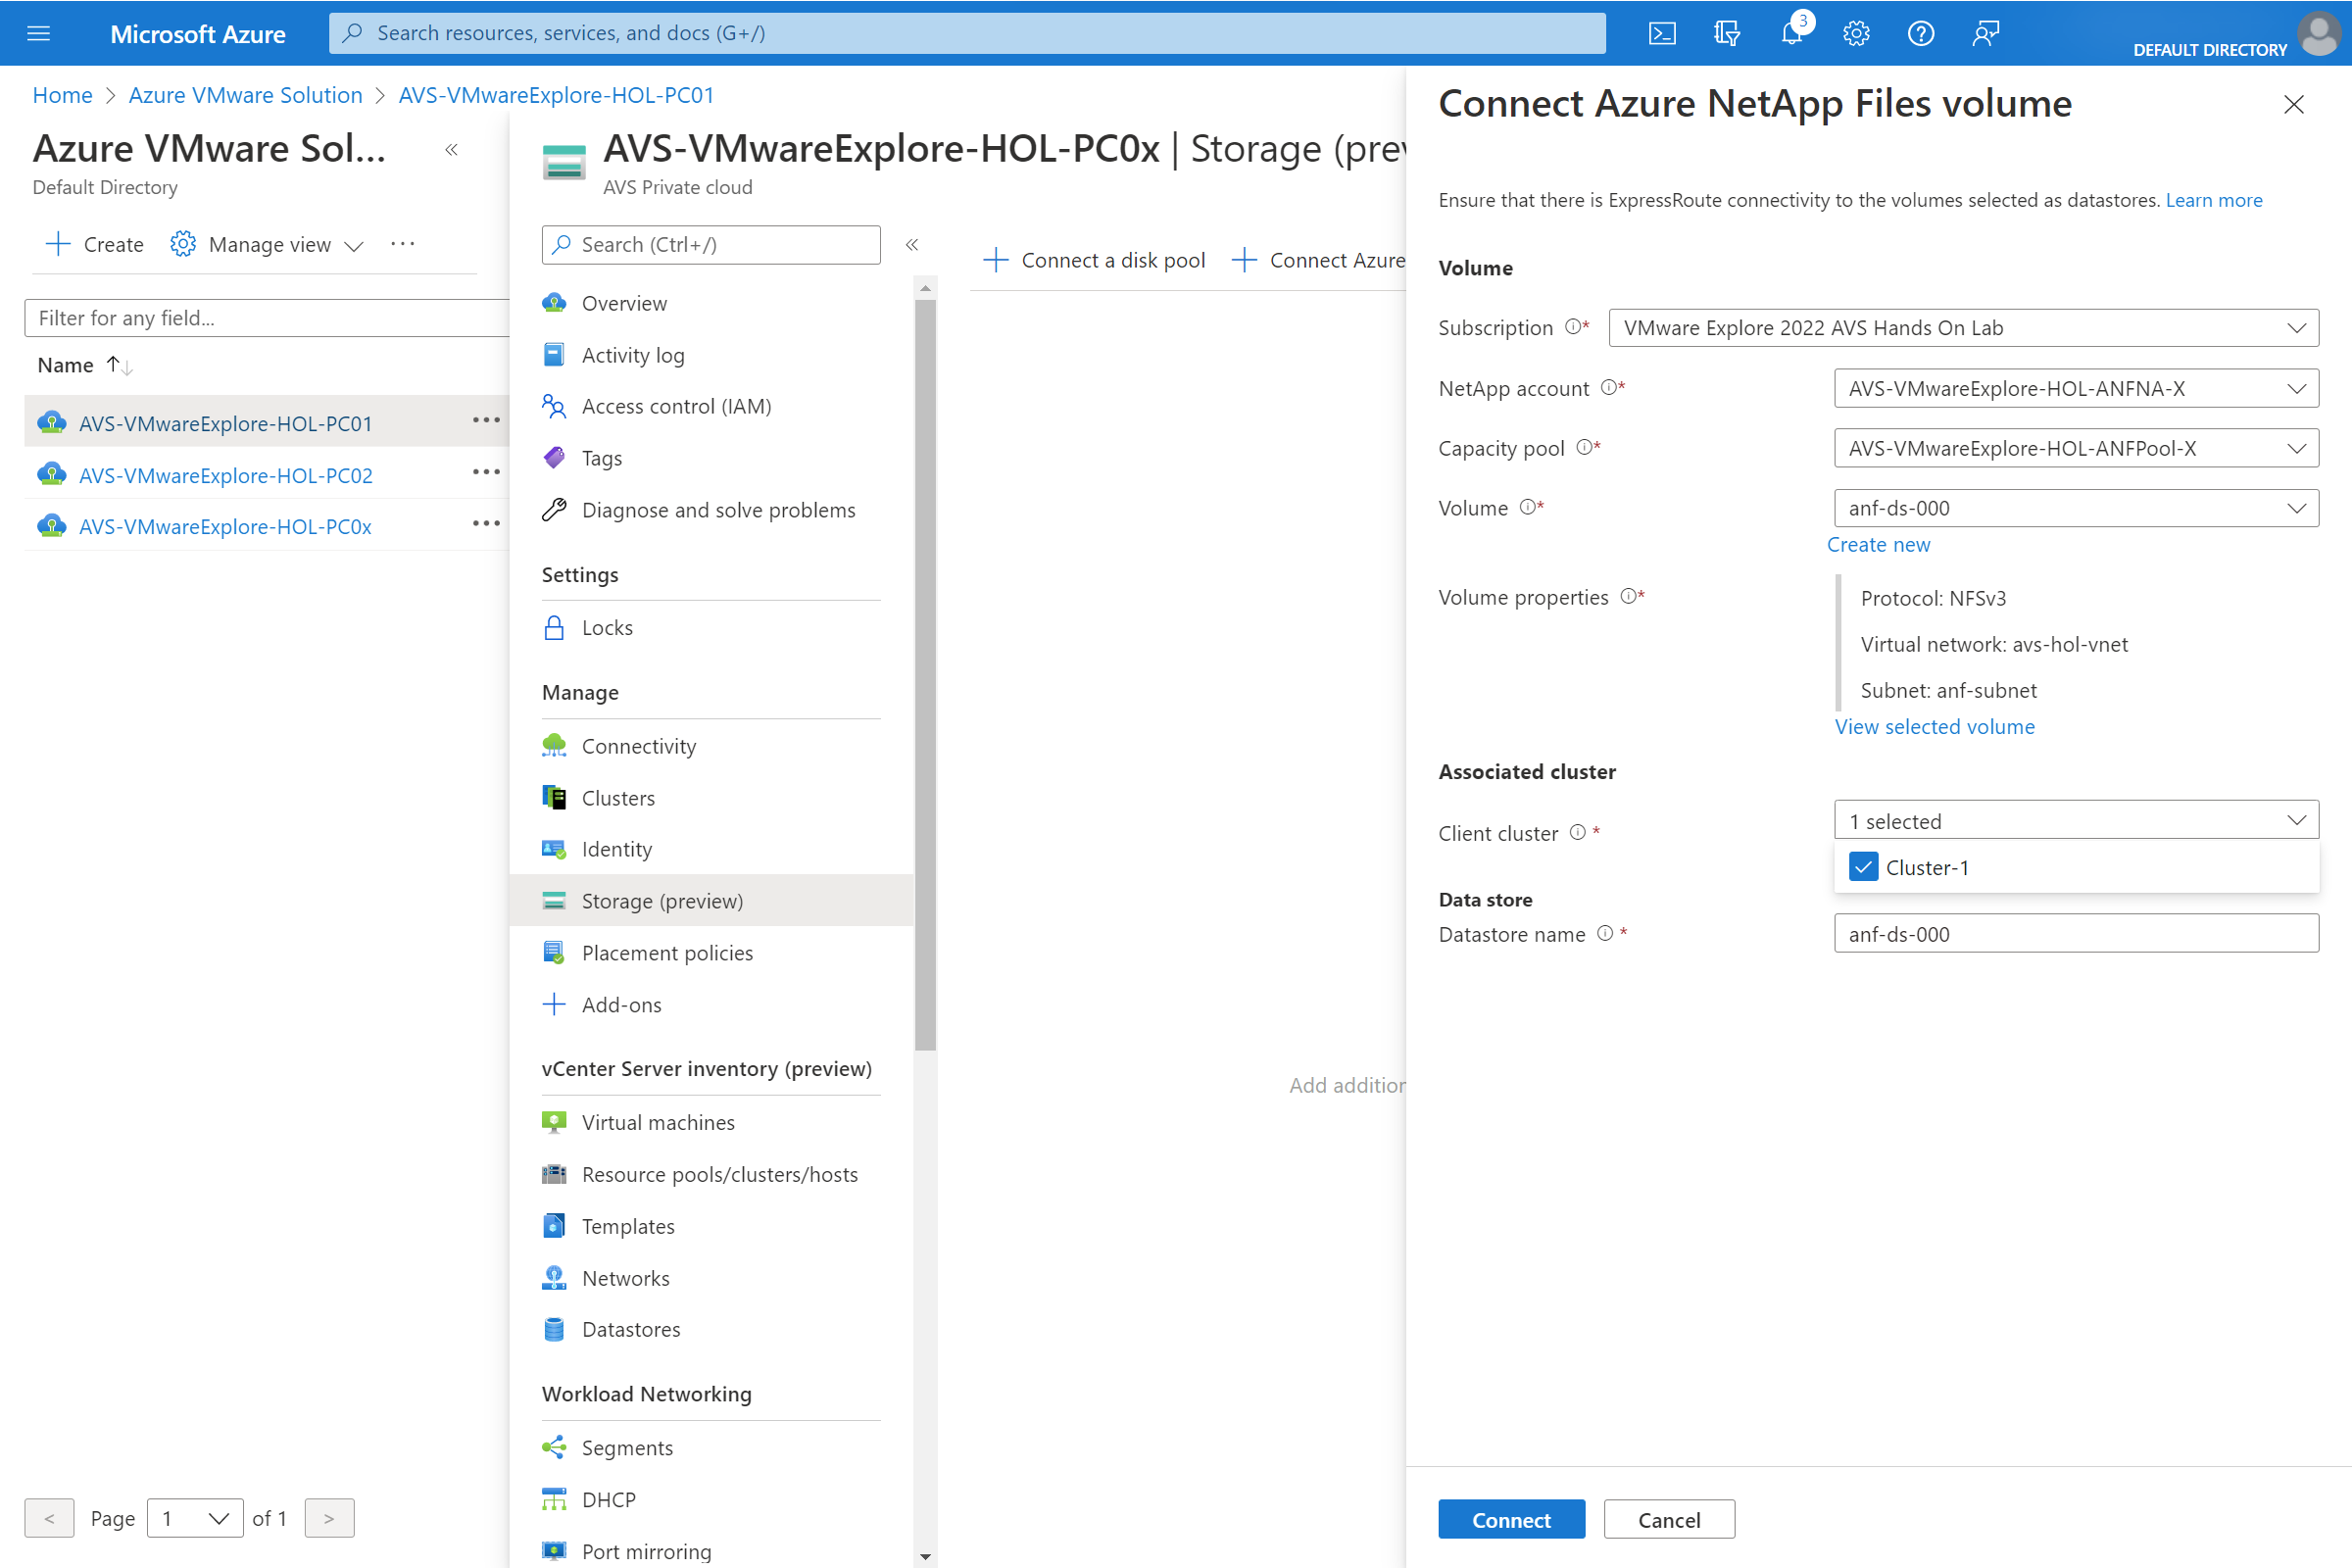 Microsoft Azure
Search resources, services, and docs (G+/)
3
DEFAULT DIRECTORY
Home > Azure VMware Solution > AVS-VMwareExplore-HOL-PC01
Azure VMware Sol...
Default Directory
Create
Manage view
Filter for any field...
Name
AVS-VMwareExplore-HOL-PC01
AVS-VMwareExplore-HOL-PC02
AVS-VMwareExplore-HOL-PC0x
< Page 1 of 1 >
AVS-VMwareExplore-HOL-PC0x | Storage (prev
AVS Private cloud
Search (Ctrl+/)
Overview
Activity log
Access control (IAM)
Tags
Diagnose and solve problems
Settings
Locks
Manage
Connectivity
Clusters
Identity
Storage (preview)
Placement policies
Add-ons
vCenter Server inventory (preview)
Virtual machines
Resource pools/clusters/hosts
Templates
Networks
Datastores
Workload Networking
Segments
DHCP
Port mirroring
Connect a disk pool
Connect Azure
Add addition
Connect Azure NetApp Files volume
Ensure that there is ExpressRoute connectivity to the volumes selected as datastores. Learn more
Volume
Subscription * VMware Explore 2022 AVS Hands On Lab
NetApp account * AVS-VMwareExplore-HOL-ANFNA-X
Capacity pool * AVS-VMwareExplore-HOL-ANFPool-X
Volume * anf-ds-000
Create new
Volume properties * Protocol: NFSv3
Virtual network: avs-hol-vnet
Subnet: anf-subnet
View selected volume
Associated cluster
Client cluster * 1 selected
Cluster-1
Data store
Datastore name * anf-ds-000
Connect
Cancel